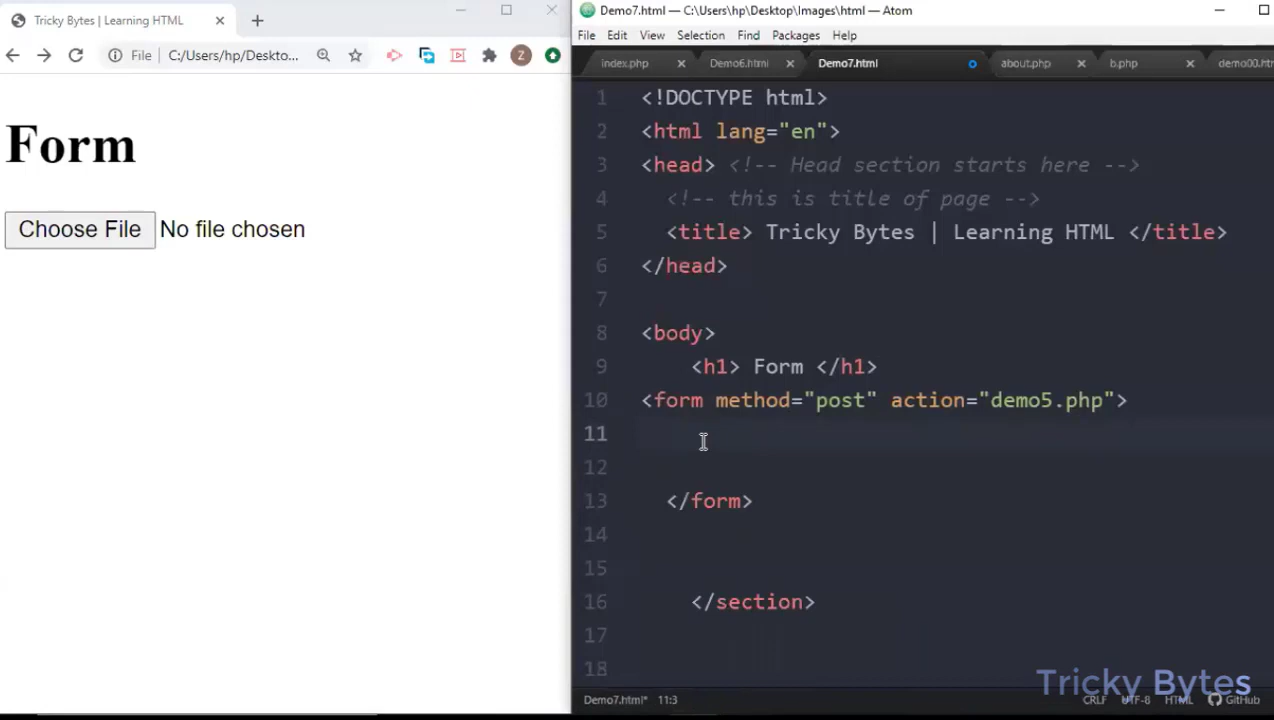 Tricky Bytes | Learning HTML
File
C:/Users/hp/Deskto...
Z
Form
Choose File No file chosen
Demo7.html — C:\Users\hp\Desktop\Images\html — Atom
File Edit View Selection Find Packages Help
index.php Demo6.html Demo7.html about.php b.php demo00.htm
1 <!DOCTYPE html>
2 <html lang="en">
3 <head> <!-- Head section starts here -->
4 <!-- this is title of page -->
5 <title> Tricky Bytes | Learning HTML </title>
6 </head>
7
8 <body>
9 <h1> Form </h1>
10 <form method="post" action="demo5.php">
11
12
13 </form>
14
15
16 </section>
17
18
Tricky Bytes
Demo7.html* 11:3 CRLF UTF-8 HTML GitHub